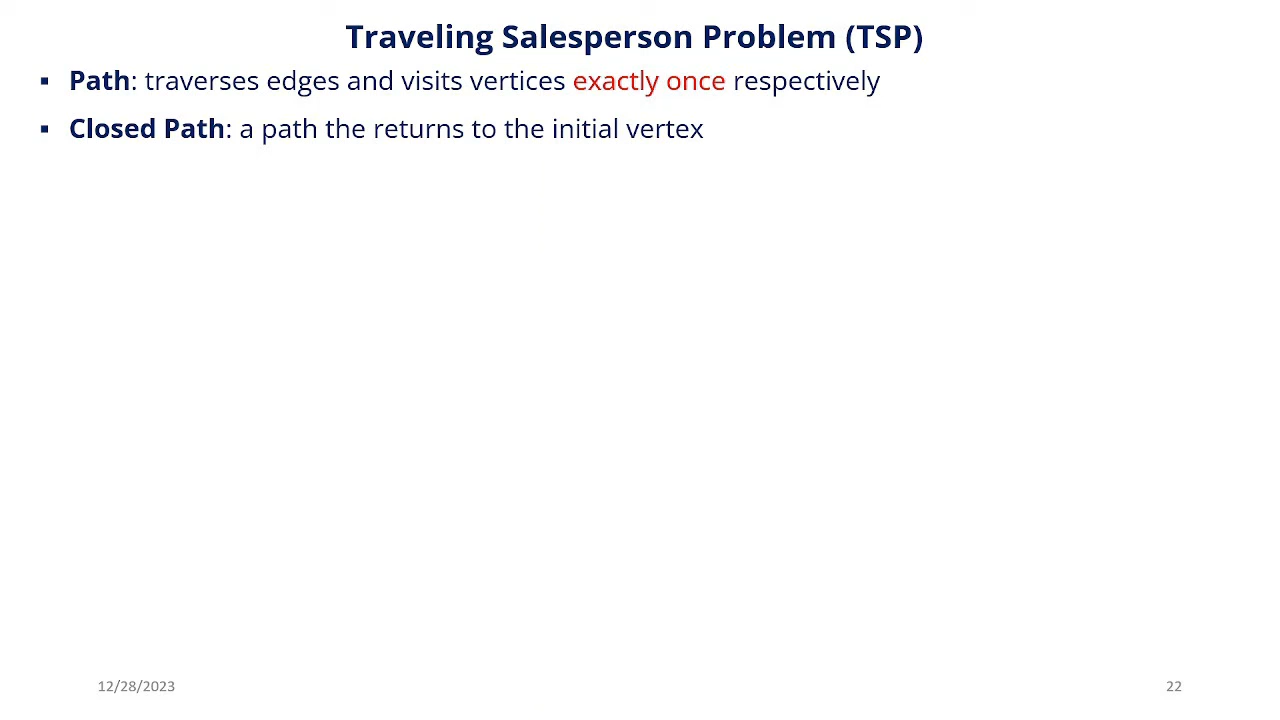 Traveling Salesperson Problem (TSP)
▪ Path: traverses edges and visits vertices exactly once respectively
▪ Closed Path: a path the returns to the initial vertex
12/28/2023
22